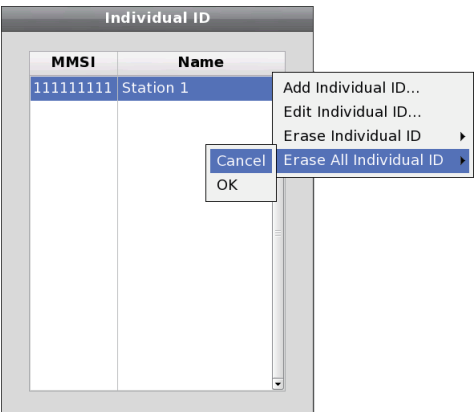 Individual ID
MMSI Name
111111111 Station 1
Add Individual ID...
Edit Individual ID...
Erase Individual ID
Erase All Individual ID
Cancel
OK